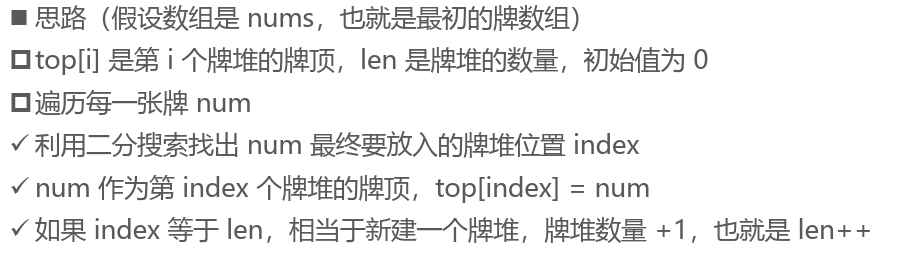 ■ 思路（假设数组是 nums，也就是最初的牌数组）
❑ top[i] 是第 i 个牌堆的牌顶，len 是牌堆的数量，初始值为 0
❑ 遍历每一张牌 num
✓ 利用二分搜索找出 num 最终要放入的牌堆位置 index
✓ num 作为第 index 个牌堆的牌顶，top[index] = num
✓ 如果 index 等于 len，相当于新建一个牌堆，牌堆数量 +1，也就是 len++